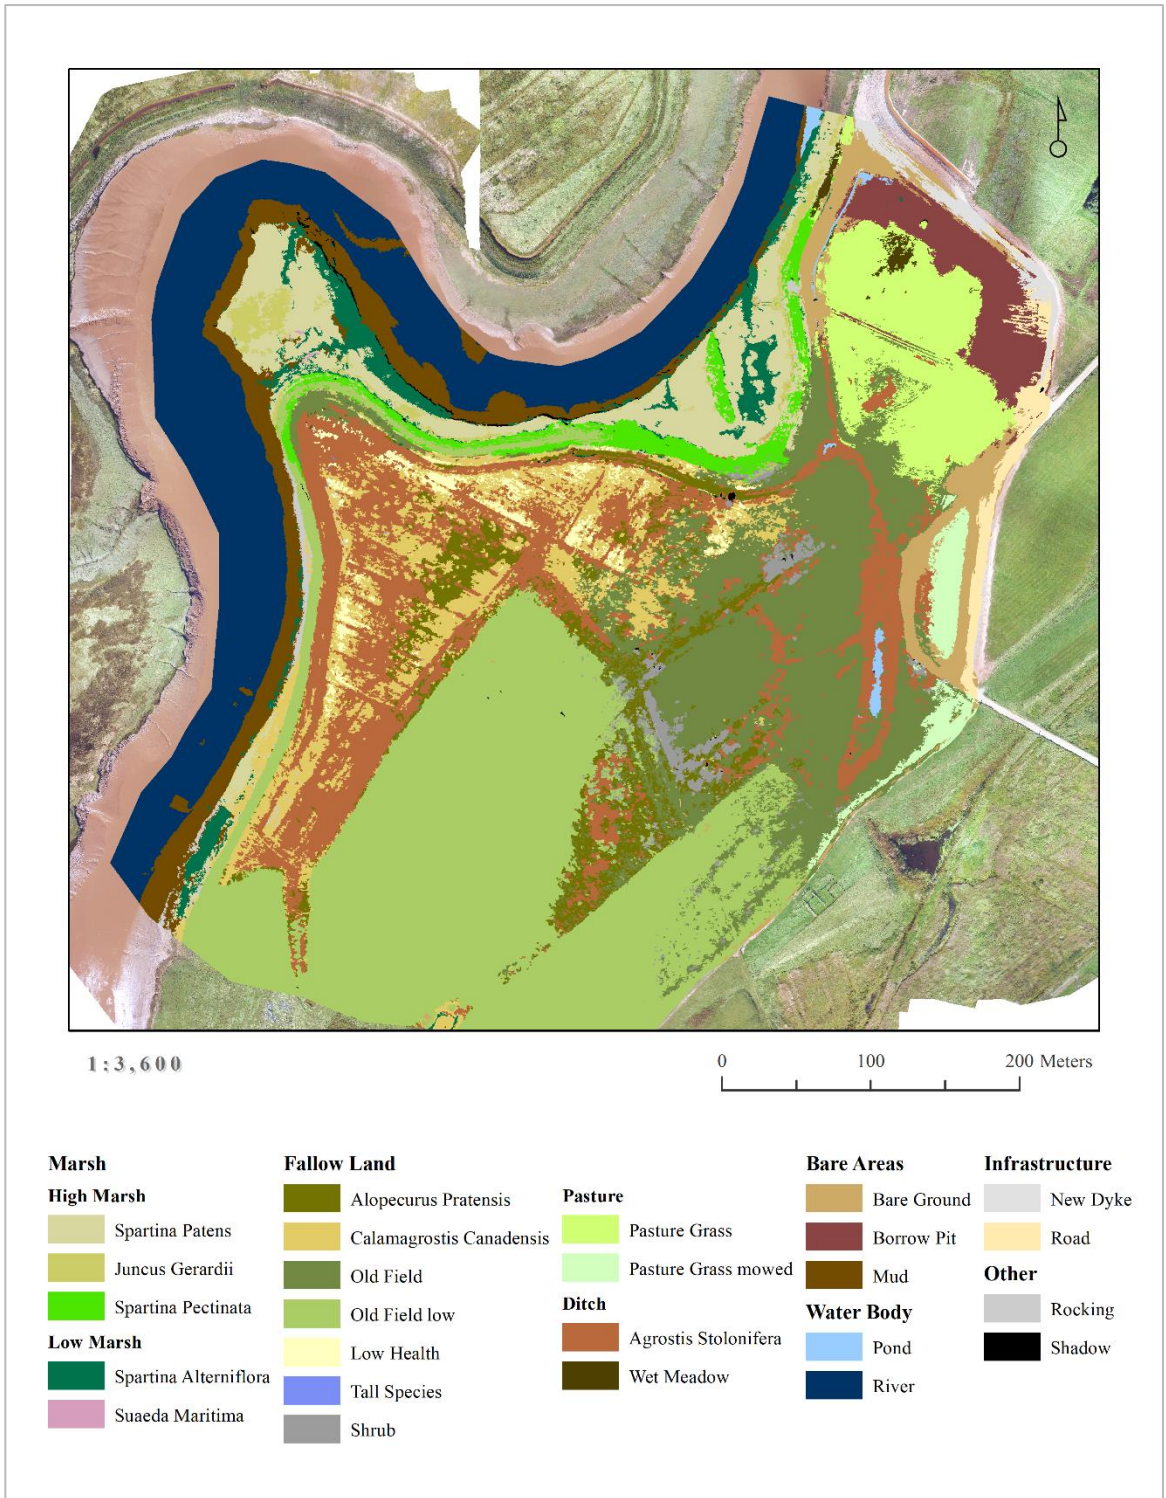 1:3,600
0 100 200 Meters
Marsh
High Marsh
Spartina Patens
Juncus Gerardii
Spartina Pectinata
Low Marsh
Spartina Alterniflora
Suaeda Maritima
Fallow Land
Alopecurus Pratensis
Calamagrostis Canadensis
Old Field
Old Field low
Low Health
Tall Species
Shrub
Pasture
Pasture Grass
Pasture Grass mowed
Ditch
Agrostis Stolonifera
Wet Meadow
Bare Areas
Bare Ground
Borrow Pit
Mud
Water Body
Pond
River
Infrastructure
New Dyke
Road
Other
Rocking
Shadow